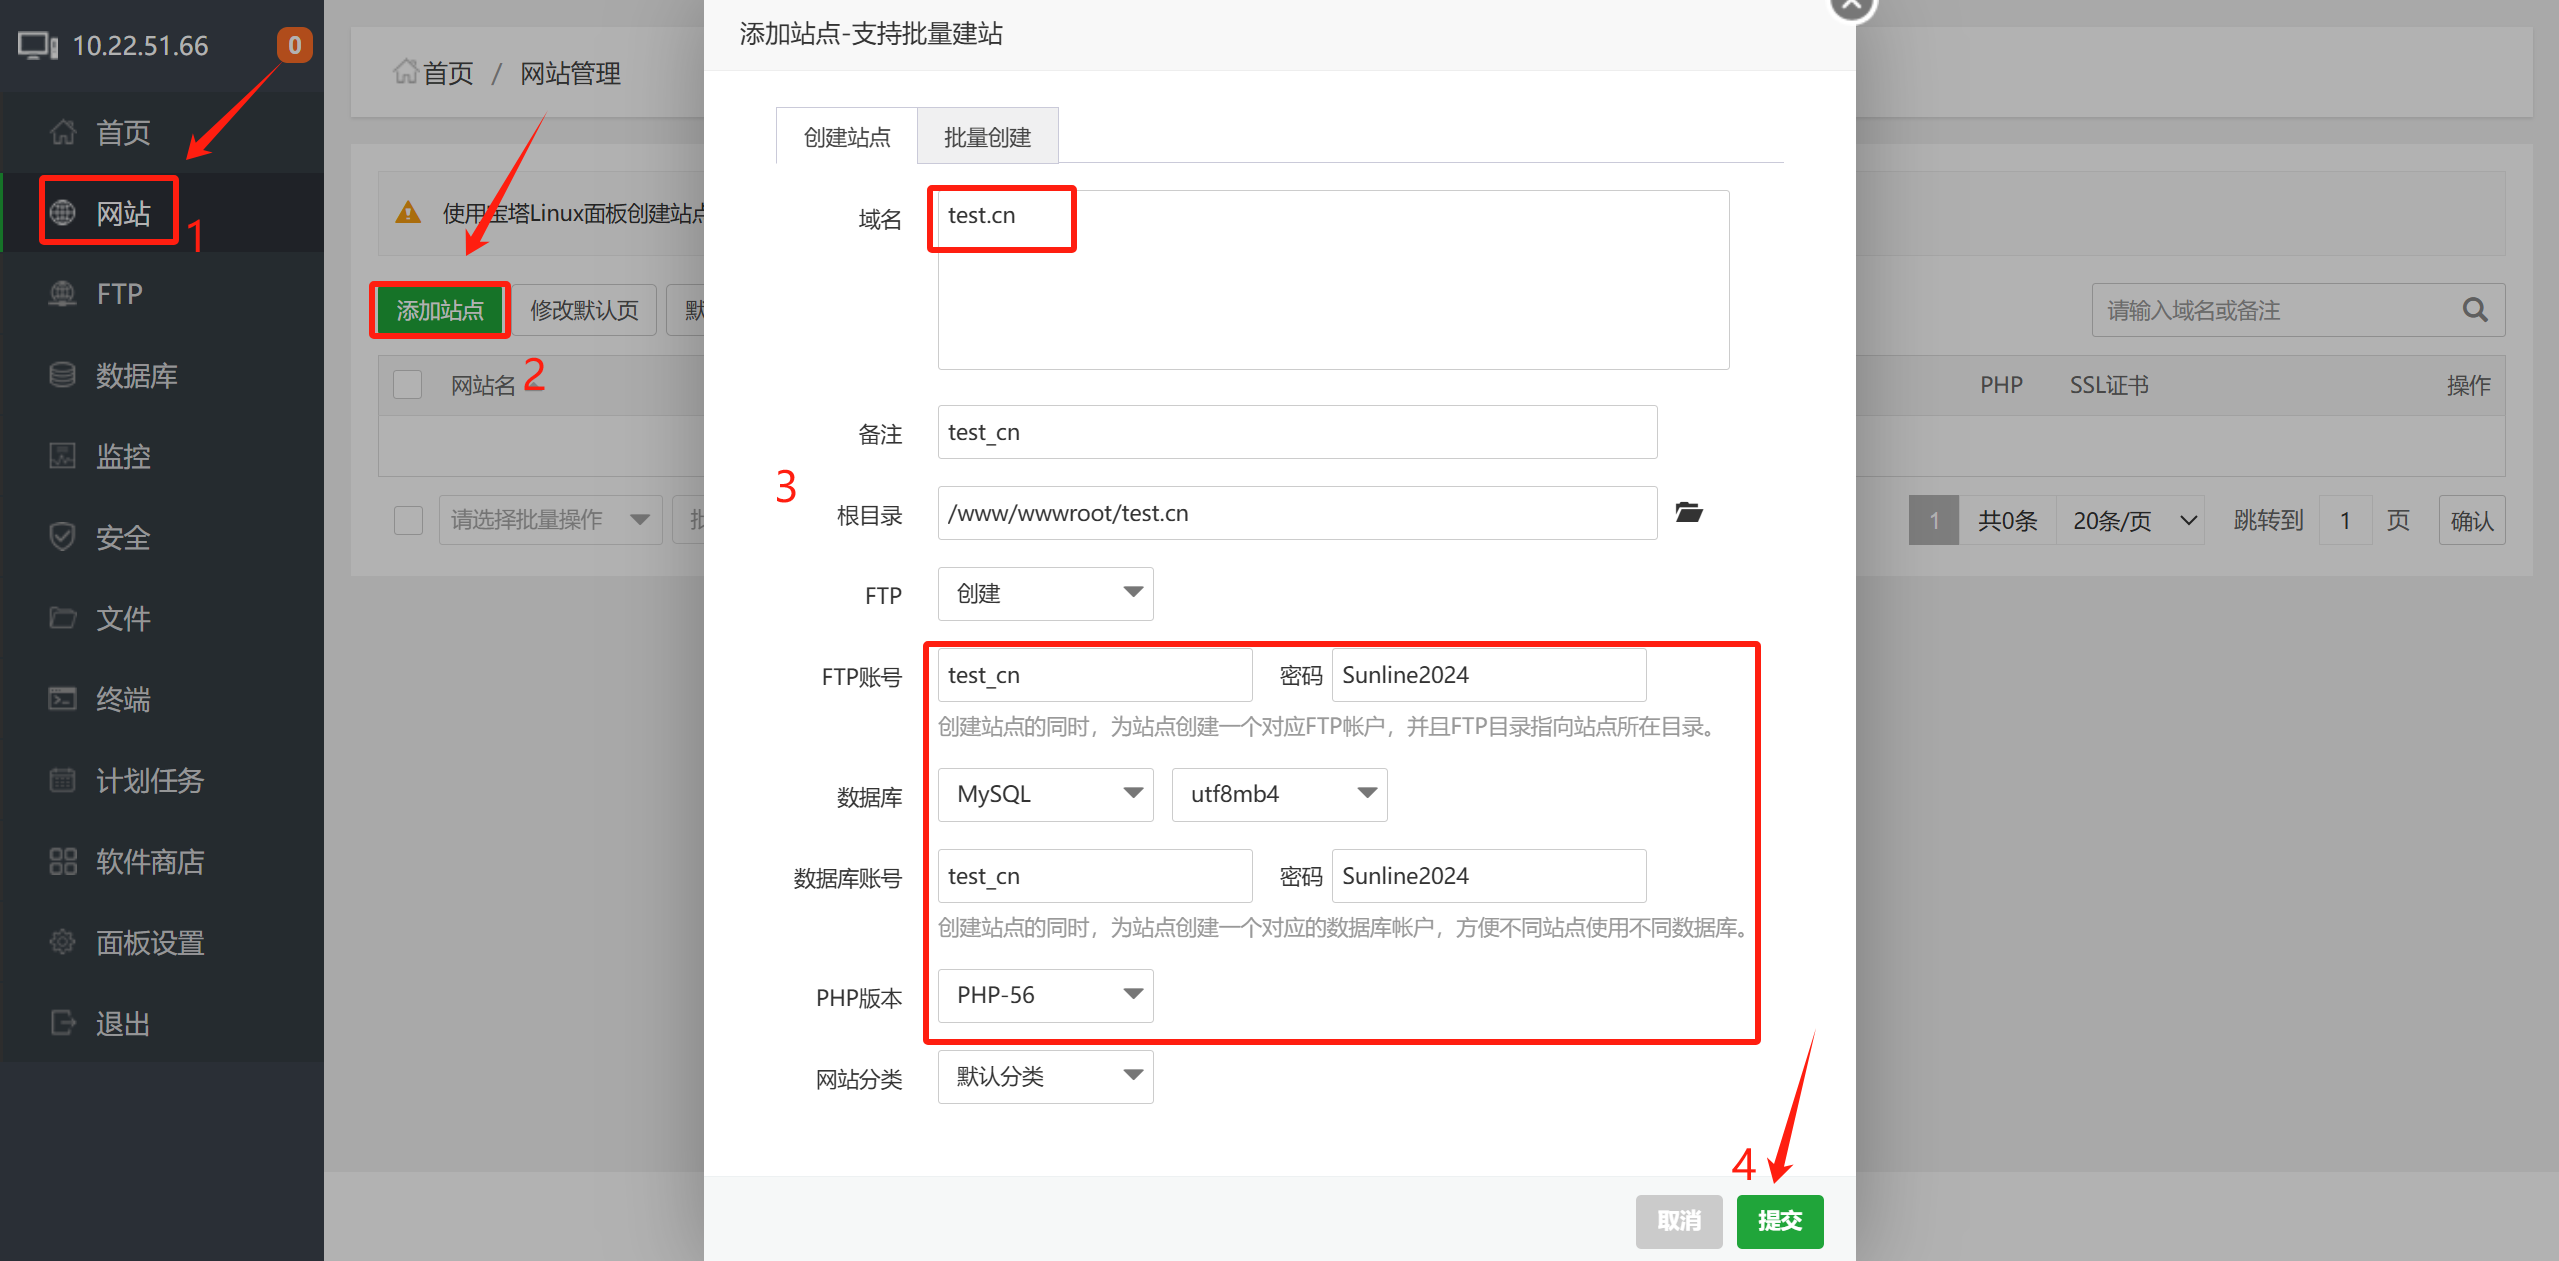 10.22.51.66
0
首页
网站
1
FTP
数据库
监控
安全
文件
终端
计划任务
软件商店
面板设置
退出
首页 / 网站管理
使用宝塔Linux面板创建站点
添加站点
修改默认页
默
2
网站名
请选择批量操作
批
添加站点-支持批量建站
创建站点
批量创建
域名
test.cn
备注
test_cn
3
根目录
/www/wwwroot/test.cn
FTP
创建
FTP账号
test_cn
密码
Sunline2024
创建站点的同时，为站点创建一个对应FTP帐户，并且FTP目录指向站点所在目录。
数据库
MySQL
utf8mb4
数据库账号
test_cn
密码
Sunline2024
创建站点的同时，为站点创建一个对应的数据库帐户，方便不同站点使用不同数据库。
PHP版本
PHP-56
网站分类
默认分类
4
取消
提交
请输入域名或备注
PHP
SSL证书
操作
1
共0条
20条/页
跳转到
1
页
确认